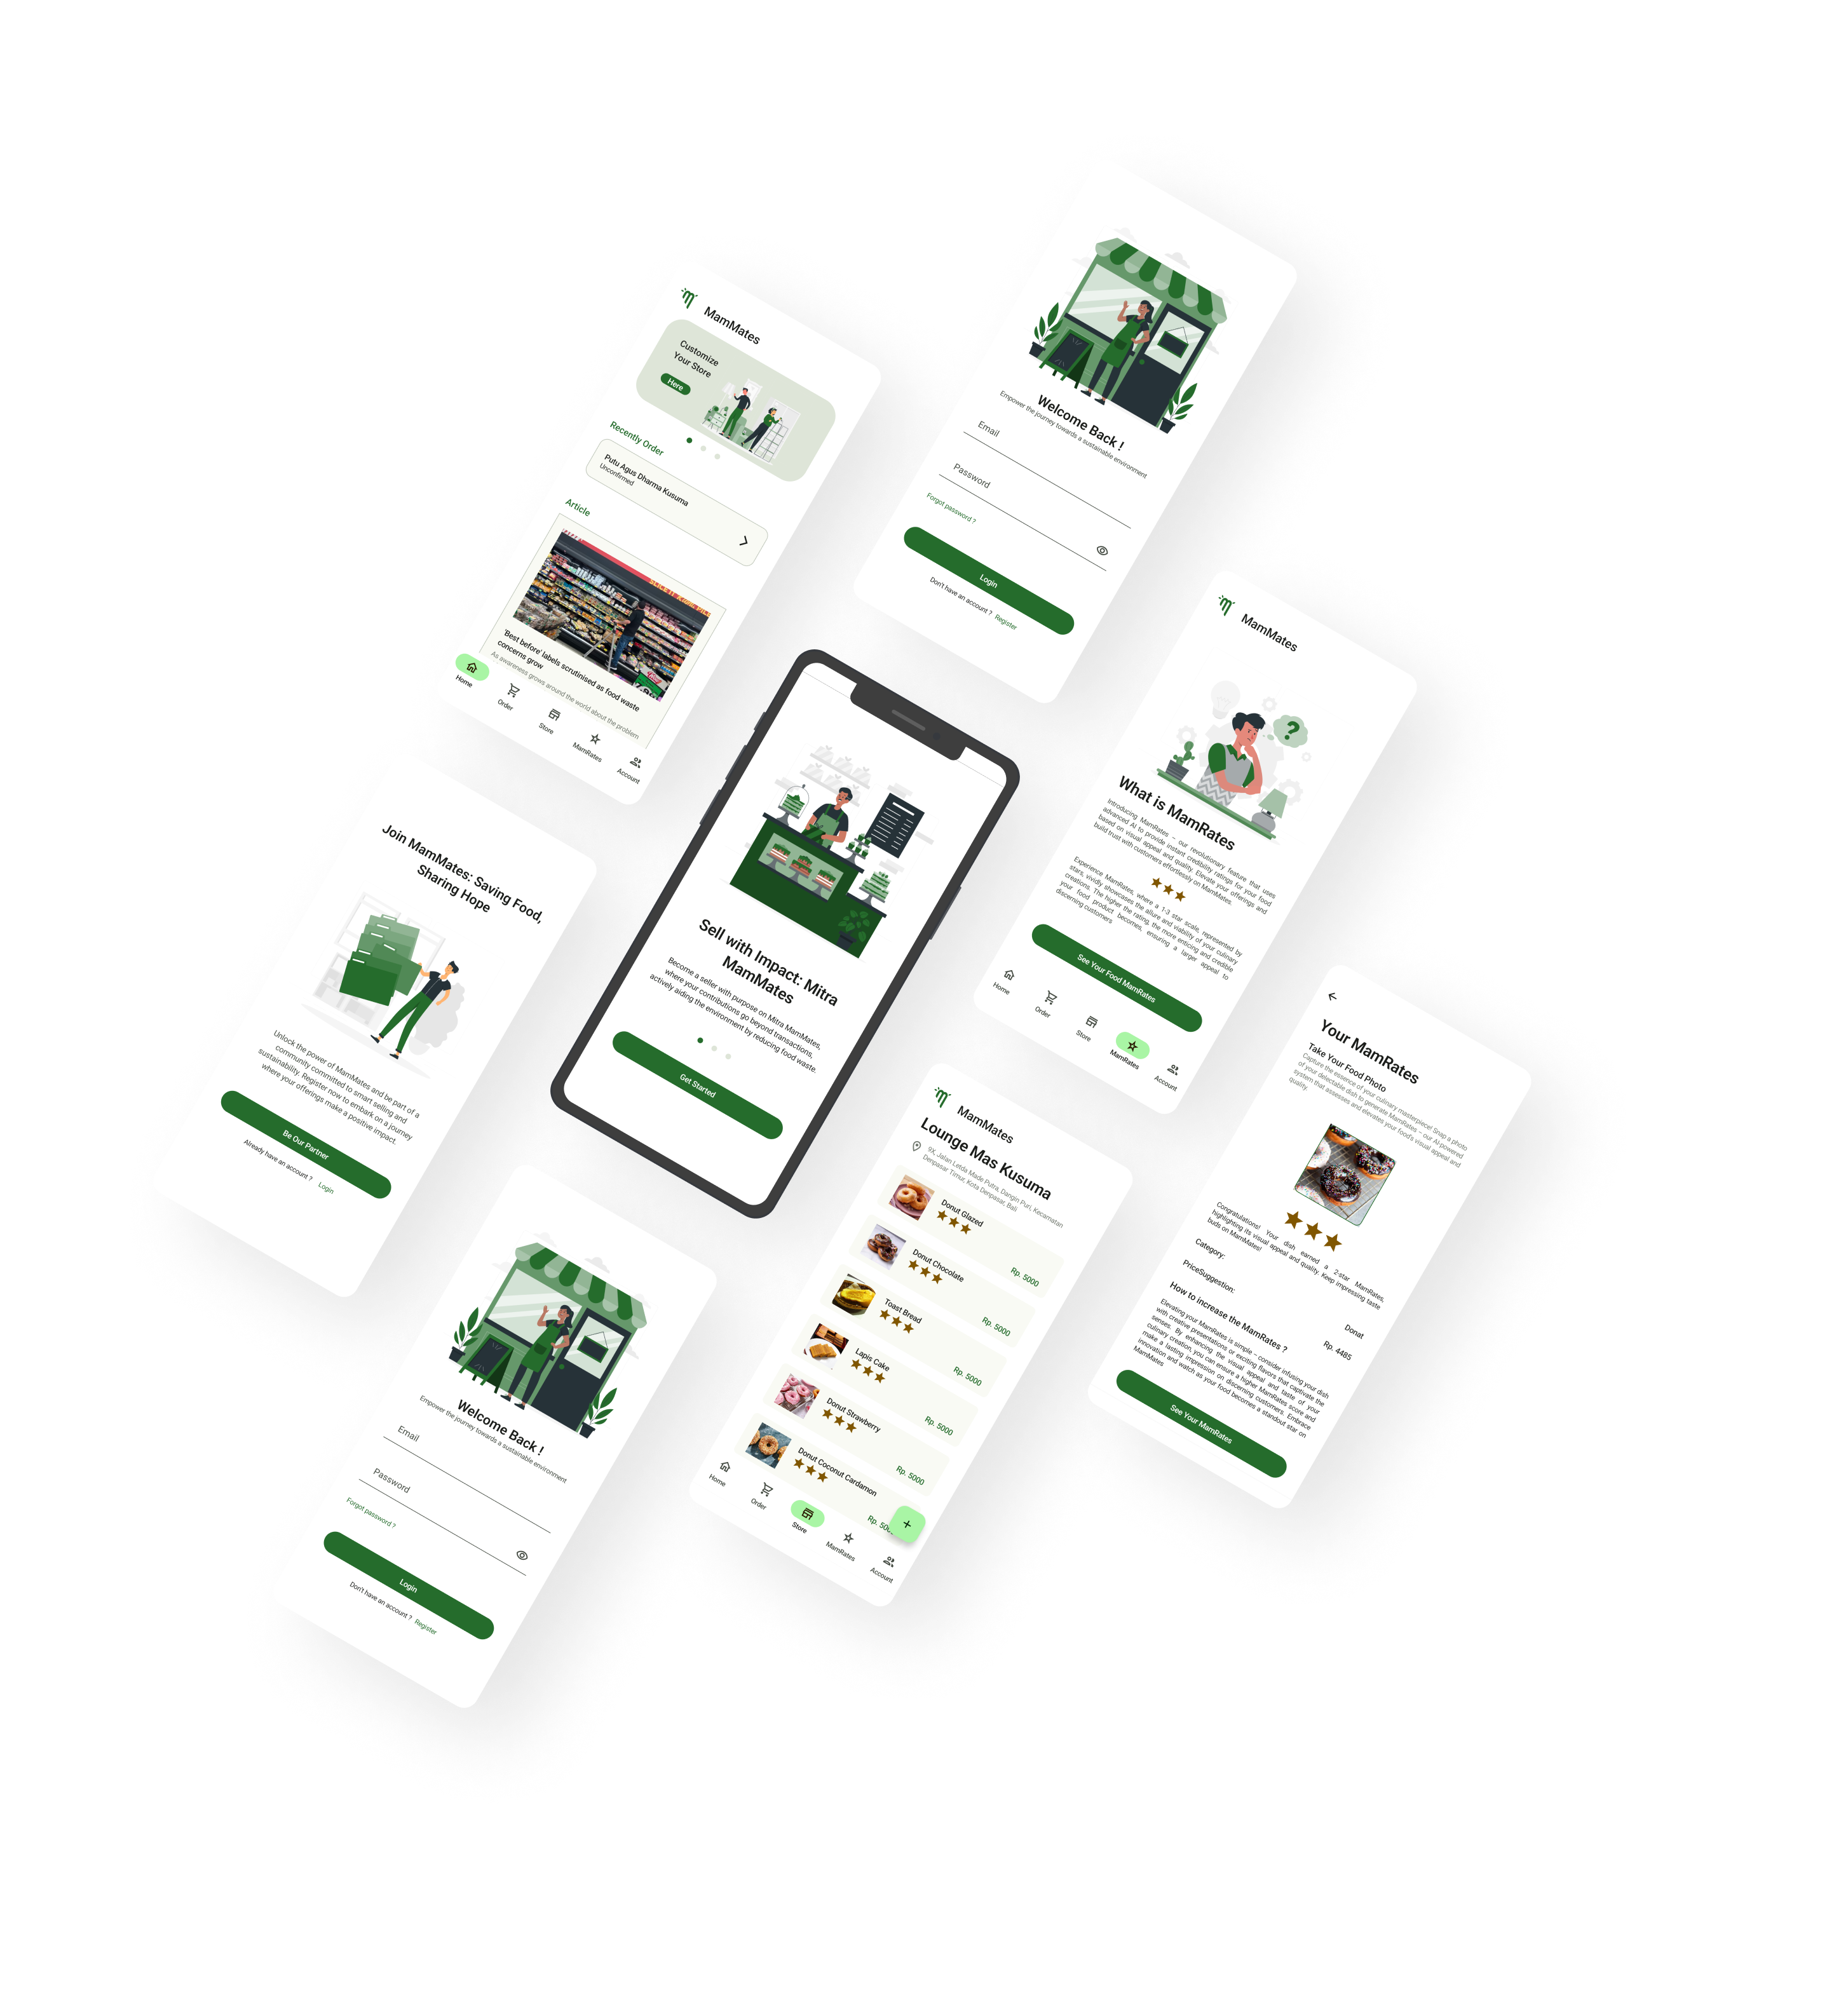 MamMates
Customize
Your Store
Here
Recently Order
Putu Agus Dharma Kusuma
Unconfirmed
Article
'Best before' labels scrutinised as food waste
concerns grow
As awareness grows around the world about the problem
Home
Order
Store
MamRates
Account
Welcome Back !
Empower the journey towards a sustainable environment
Email
Password
Forgot password ?
Login
Don't have an account ? Register
Join MamMates: Saving Food,
Sharing Hope
Unlock the power of MamMates and be part of a
community committed to smart selling and
sustainability. Register now to embark on a journey
where your offerings make a positive impact.
Be Our Partner
Already have an account ? Login
Sell with Impact: Mitra
MamMates
Become a seller with purpose on Mitra MamMates,
where your contributions go beyond transactions,
actively aiding the environment by reducing food waste.
Get Started
MamMates
?
What is MamRates
Introducing MamRates – our revolutionary feature that uses
advanced AI to provide instant credibility ratings for your food
based on visual appeal and quality. Elevate your offerings and
build trust with customers effortlessly on MamMates.
Experience MamRates, where a 1-3 star scale, represented by
stars, vividly showcases the allure and viability of your culinary
creations. The higher the rating, the more enticing and credible
your food product becomes, ensuring a larger appeal to
discerning customers
See Your Food MamRates
Home
Order
Store
MamRates
Account
Welcome Back !
Empower the journey towards a sustainable environment
Email
Password
Forgot password ?
Login
Don't have an account ? Register
MamMates
Lounge Mas Kusuma
9X, Jalan Letda Made Putra, Dangin Puri, Kecamatan
Denpasar Timur, Kota Denpasar, Bali
Donut Glazed
Rp. 5000
Donut Chocolate
Rp. 5000
Toast Bread
Rp. 5000
Lapis Cake
Rp. 5000
Donut Strawberry
Rp. 5000
Donut Coconut Cardamon
Rp. 500
+
Home
Order
Store
MamRates
Account
Your MamRates
Take Your Food Photo
Capture the essence of your culinary masterpiece! Snap a photo
of your delectable dish to generate MamRates – our AI-powered
system that assesses and elevates your food's visual appeal and
quality.
Congratulations! Your dish earned a 2-star MamRates,
highlighting its visual appeal and quality. Keep impressing taste
buds on MamMates!
Category:
Donat
PriceSuggestion:
Rp. 4485
How to increase the MamRates ?
Elevating your MamRates is simple – consider infusing your dish
with creative presentations or exciting flavors that captivate the
senses. By enhancing the visual appeal and taste of your
culinary creation, you can ensure a higher MamRates score and
make a lasting impression on discerning customers. Embrace
innovation and watch as your food becomes a standout star on
MamMates
See Your MamRates